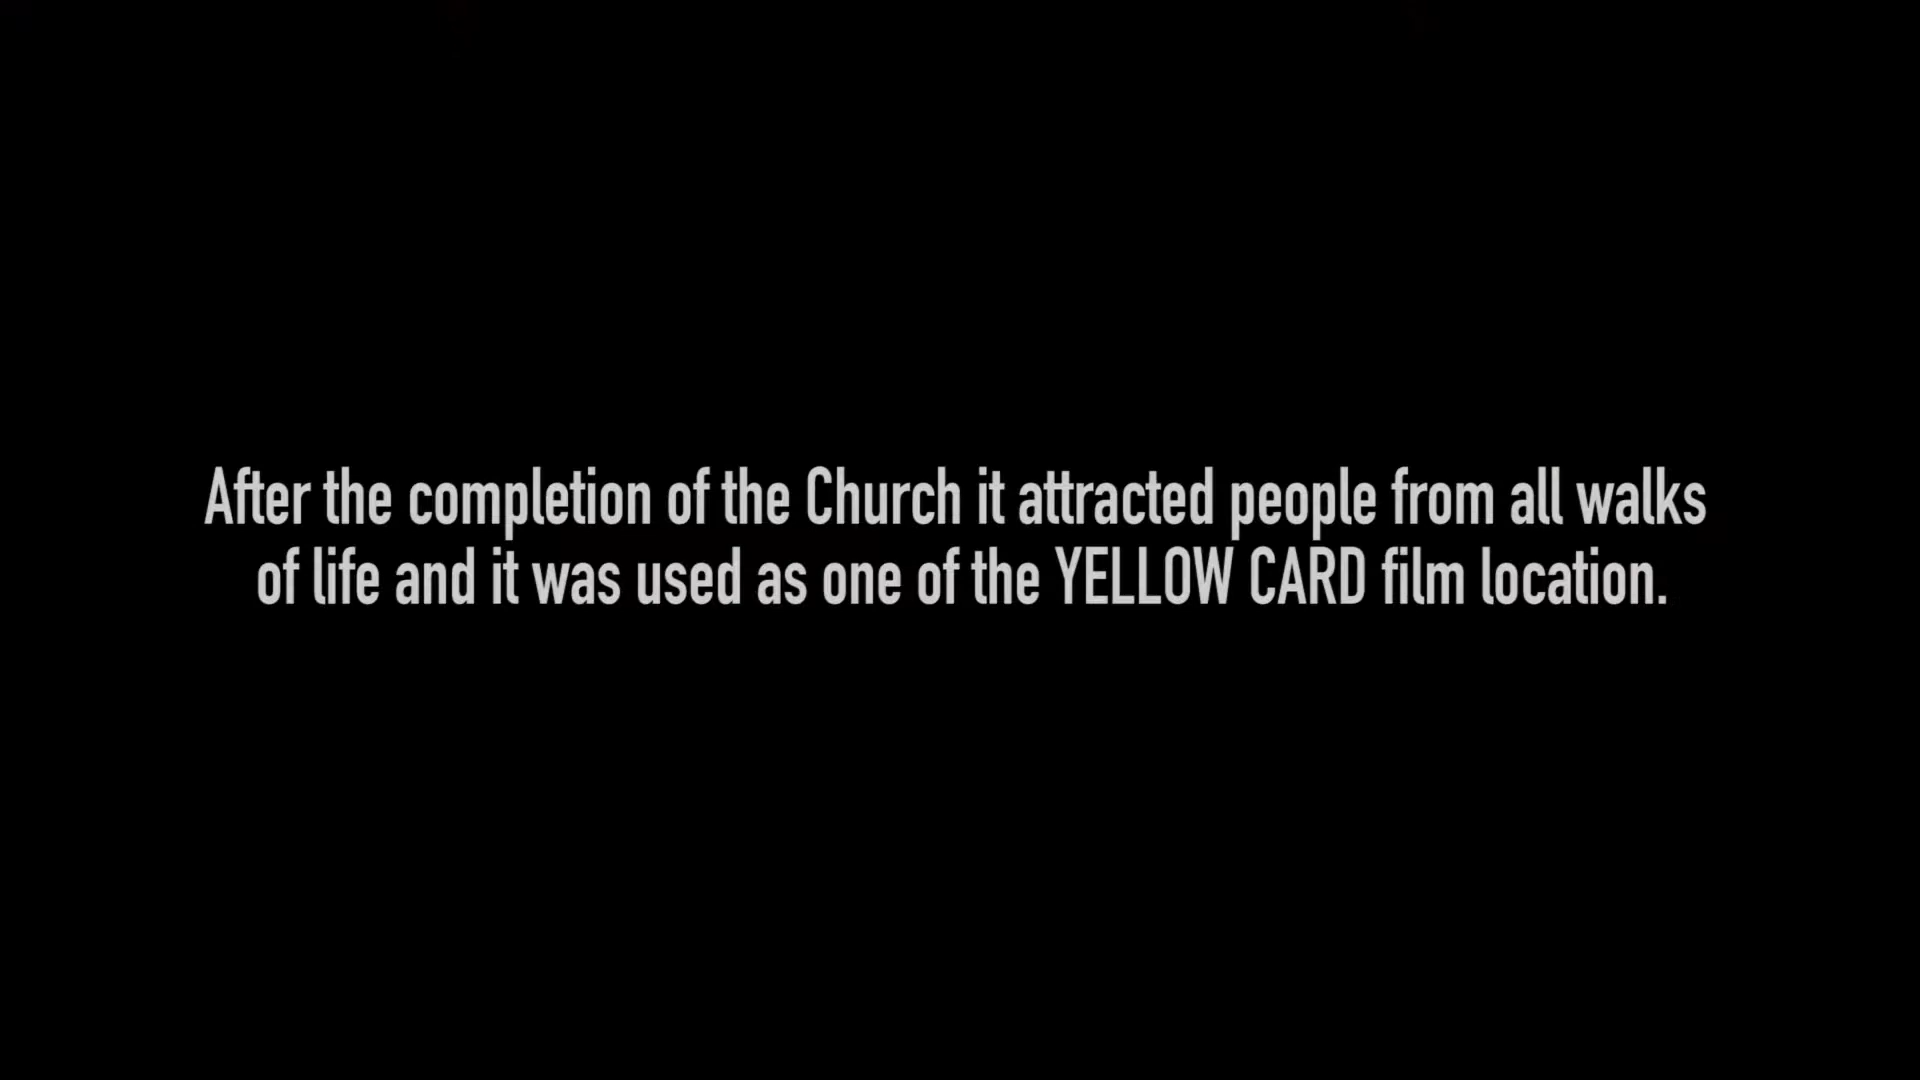 After the completion of the Church it attracted people from all walks
of life and it was used as one of the YELLOW CARD film location.